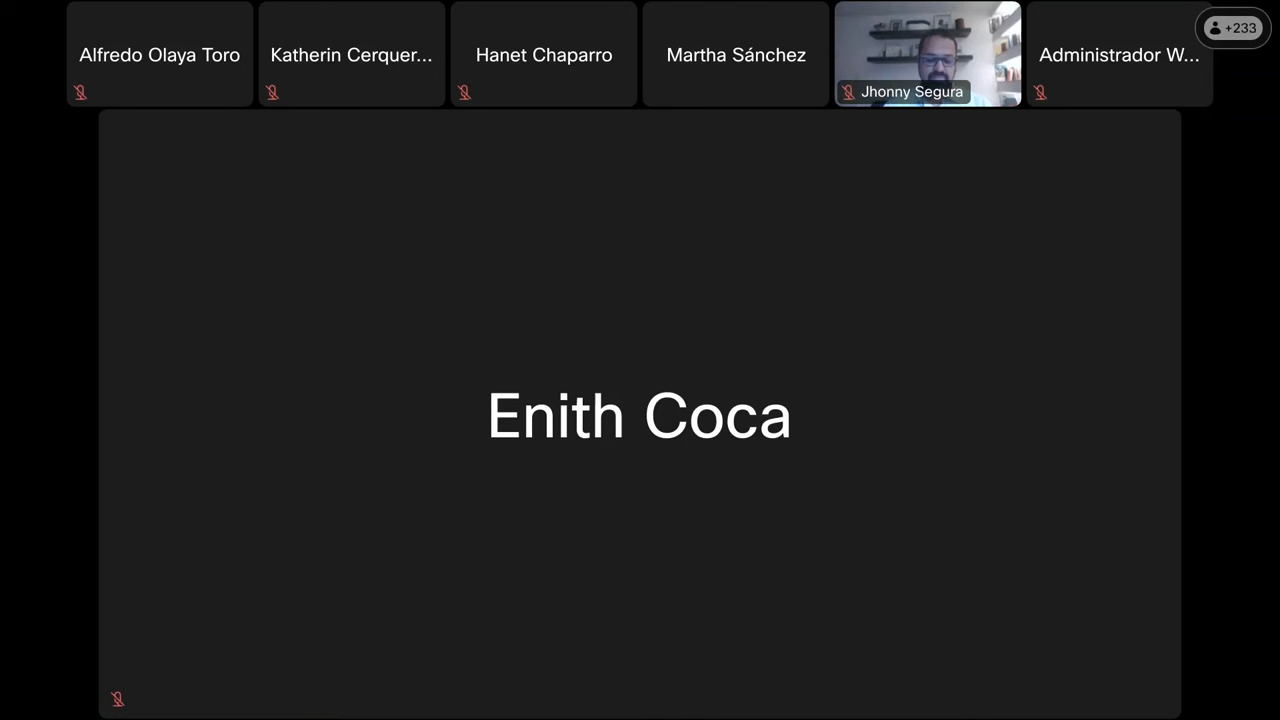 Alfredo Olaya Toro
Katherin Cerquer...
Hanet Chaparro
Martha Sánchez
Jhonny Segura
Administrador W...
+233
Enith Coca